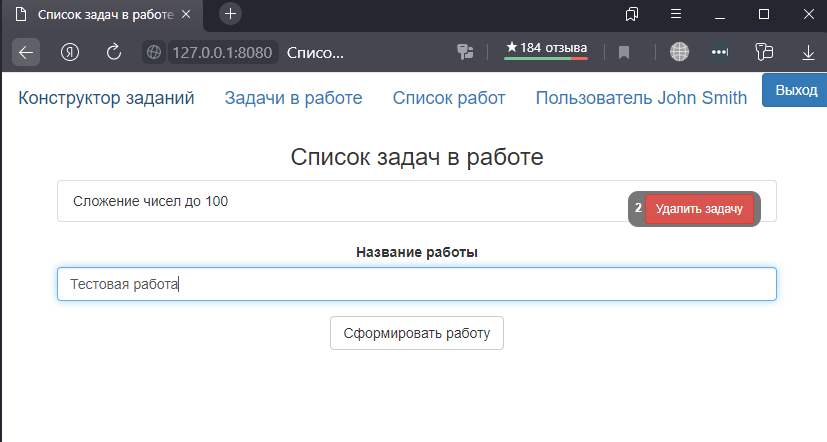 Список задач в работе
127.0.0.1:8080 Списо... ★ 184 отзыва
Конструктор заданий Задачи в работе Список работ Пользователь John Smith Выход
Список задач в работе
Сложение чисел до 100 2 Удалить задачу
Название работы
Тестовая работа
Сформировать работу